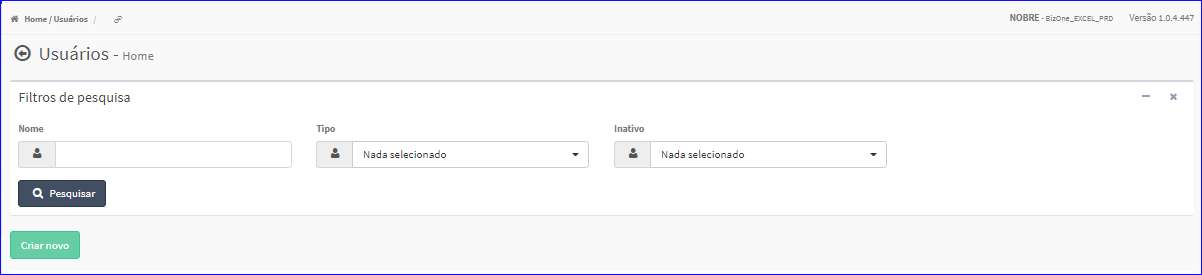 Home / Usuários /
NOBRE - BizOne_EXCEL_PRD Versão 1.0.4.447
Usuários - Home
Filtros de pesquisa
Nome Tipo Inativo
Nada selecionado Nada selecionado
Pesquisar
Criar novo